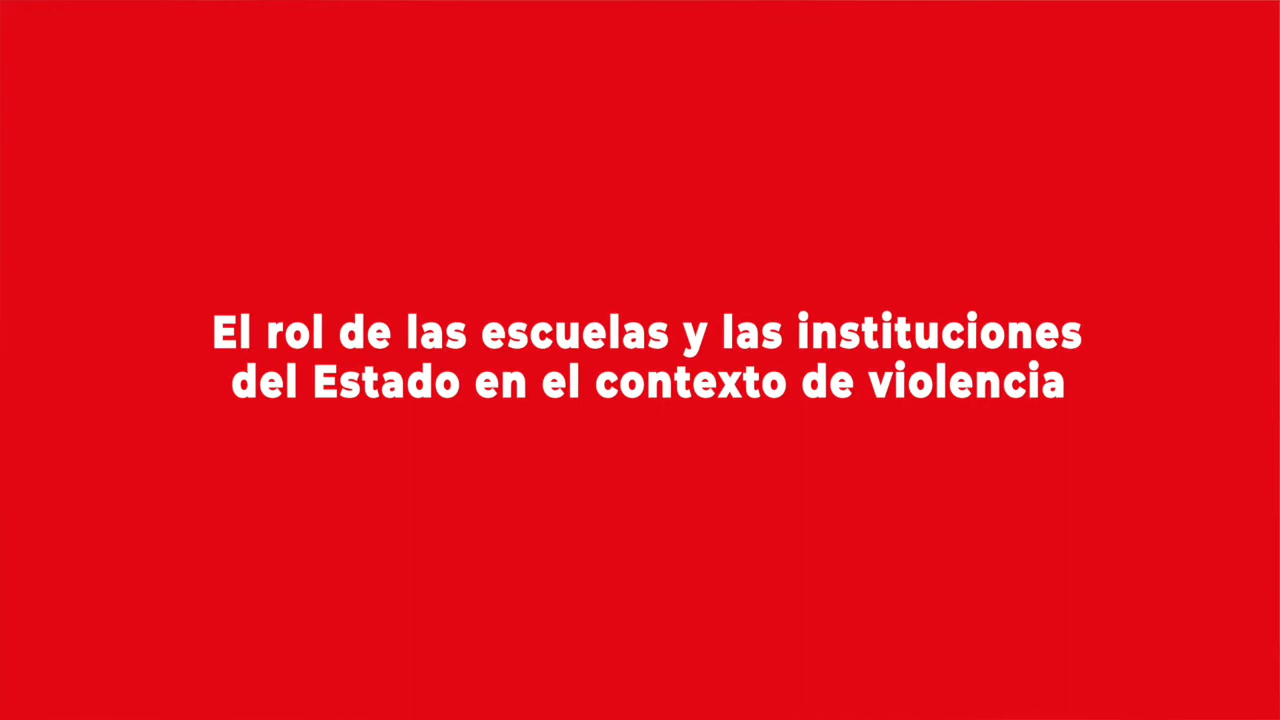 El rol de las escuelas y las instituciones
del Estado en el contexto de violencia